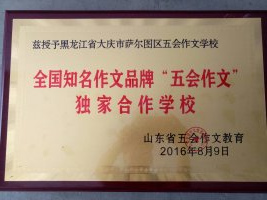 兹授予黑龙江省大庆市萨尔图区五会作文学校
全国知名作文品牌“五会作文”
独家合作学校
山东省五会作文教育
2016年8月9日